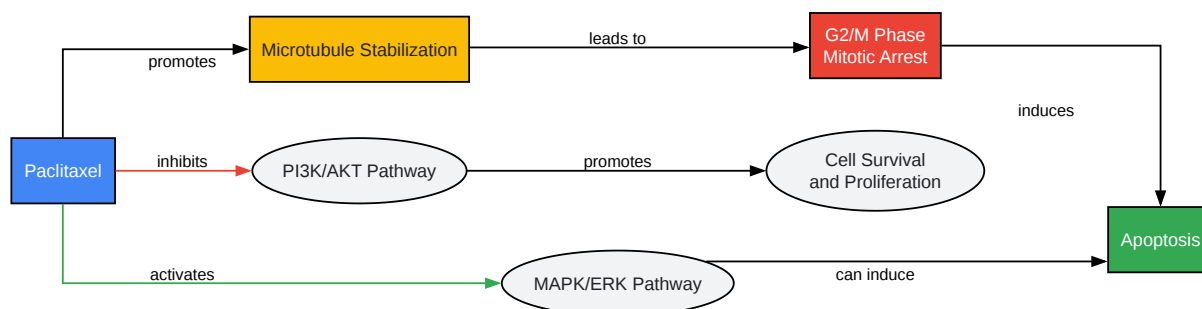 promotes
Microtubule Stabilization
leads to
G2/M Phase
Mitotic Arrest
induces
Paclitaxel
inhibits
PI3K/AKT Pathway
promotes
Cell Survival
and Proliferation
Apoptosis
activates
MAPK/ERK Pathway
can induce